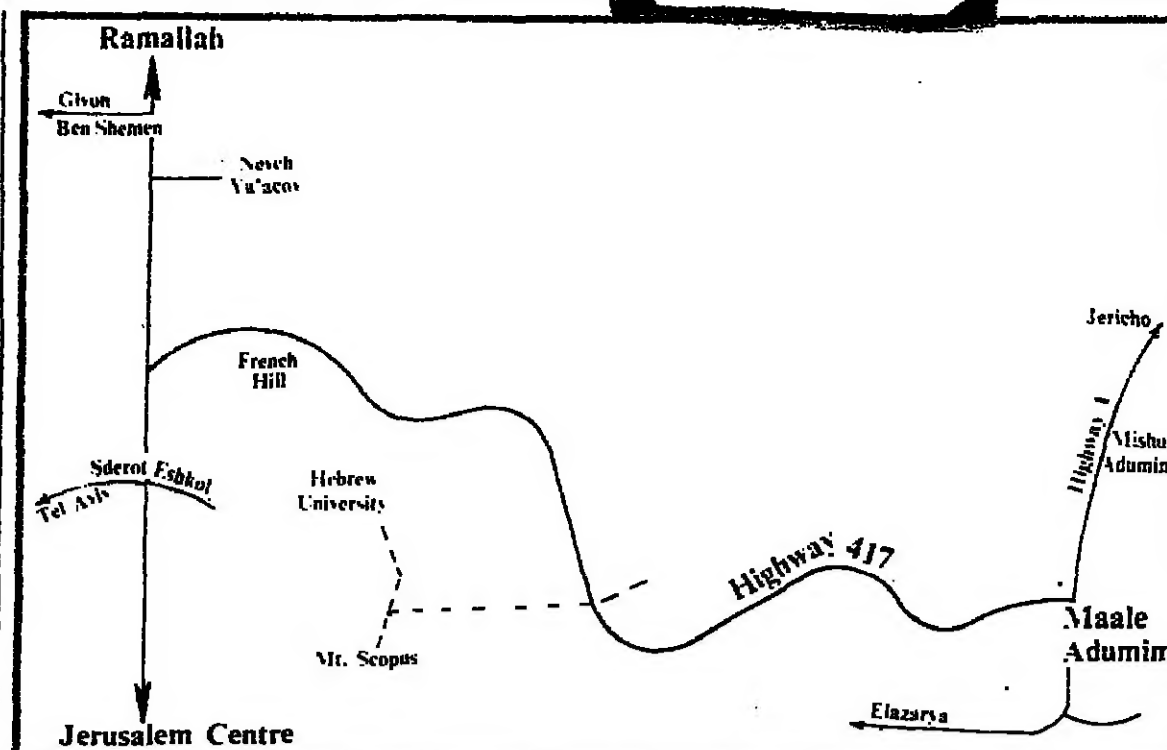 Ramallah
Givon
Ben Shemen
Neveh
Ya'acov
Jericho
French
Hill
Highway 1
Mishu
Adumim
Sderot Eshkol
Tel Aviv
Hebrew
University
Highway 417
Maale
Adumim
Mt. Scopus
Elazarya
Jerusalem Centre